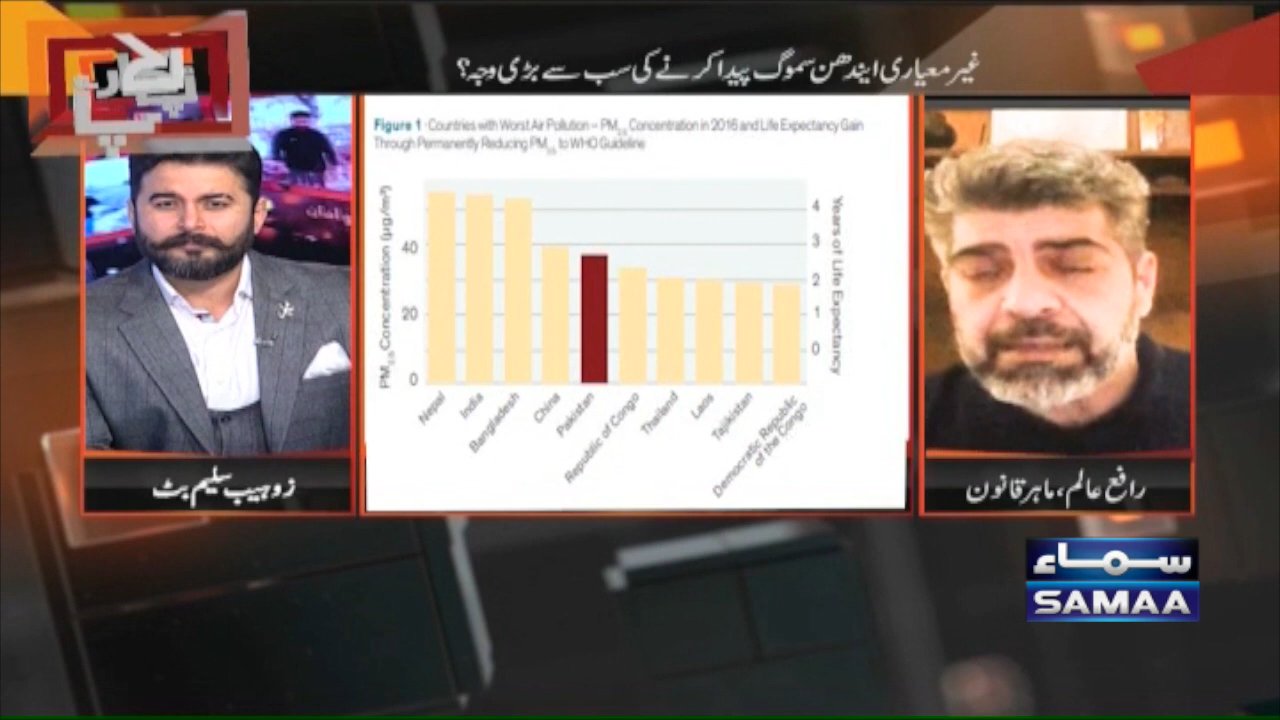 غیر معیاری ایندھن سموگ پیدا کرنے کی سب سے بڑی وجہ؟
Figure 1 · Countries with Worst Air Pollution – PM2.5 Concentration in 2016 and Life Expectancy Gain
Through Permanently Reducing PM2.5 to WHO Guideline
PM2.5 Concentration (µg/m³)
40
20
0
Years of Life Expectancy
4
3
2
1
0
Nepal
India
Bangladesh
China
Pakistan
Republic of Congo
Thailand
Laos
Tajikistan
Democratic Republic
of the Congo
زوہیب سلیم بٹ
رافع عالم، ماہر قانون
سماء
SAMAA